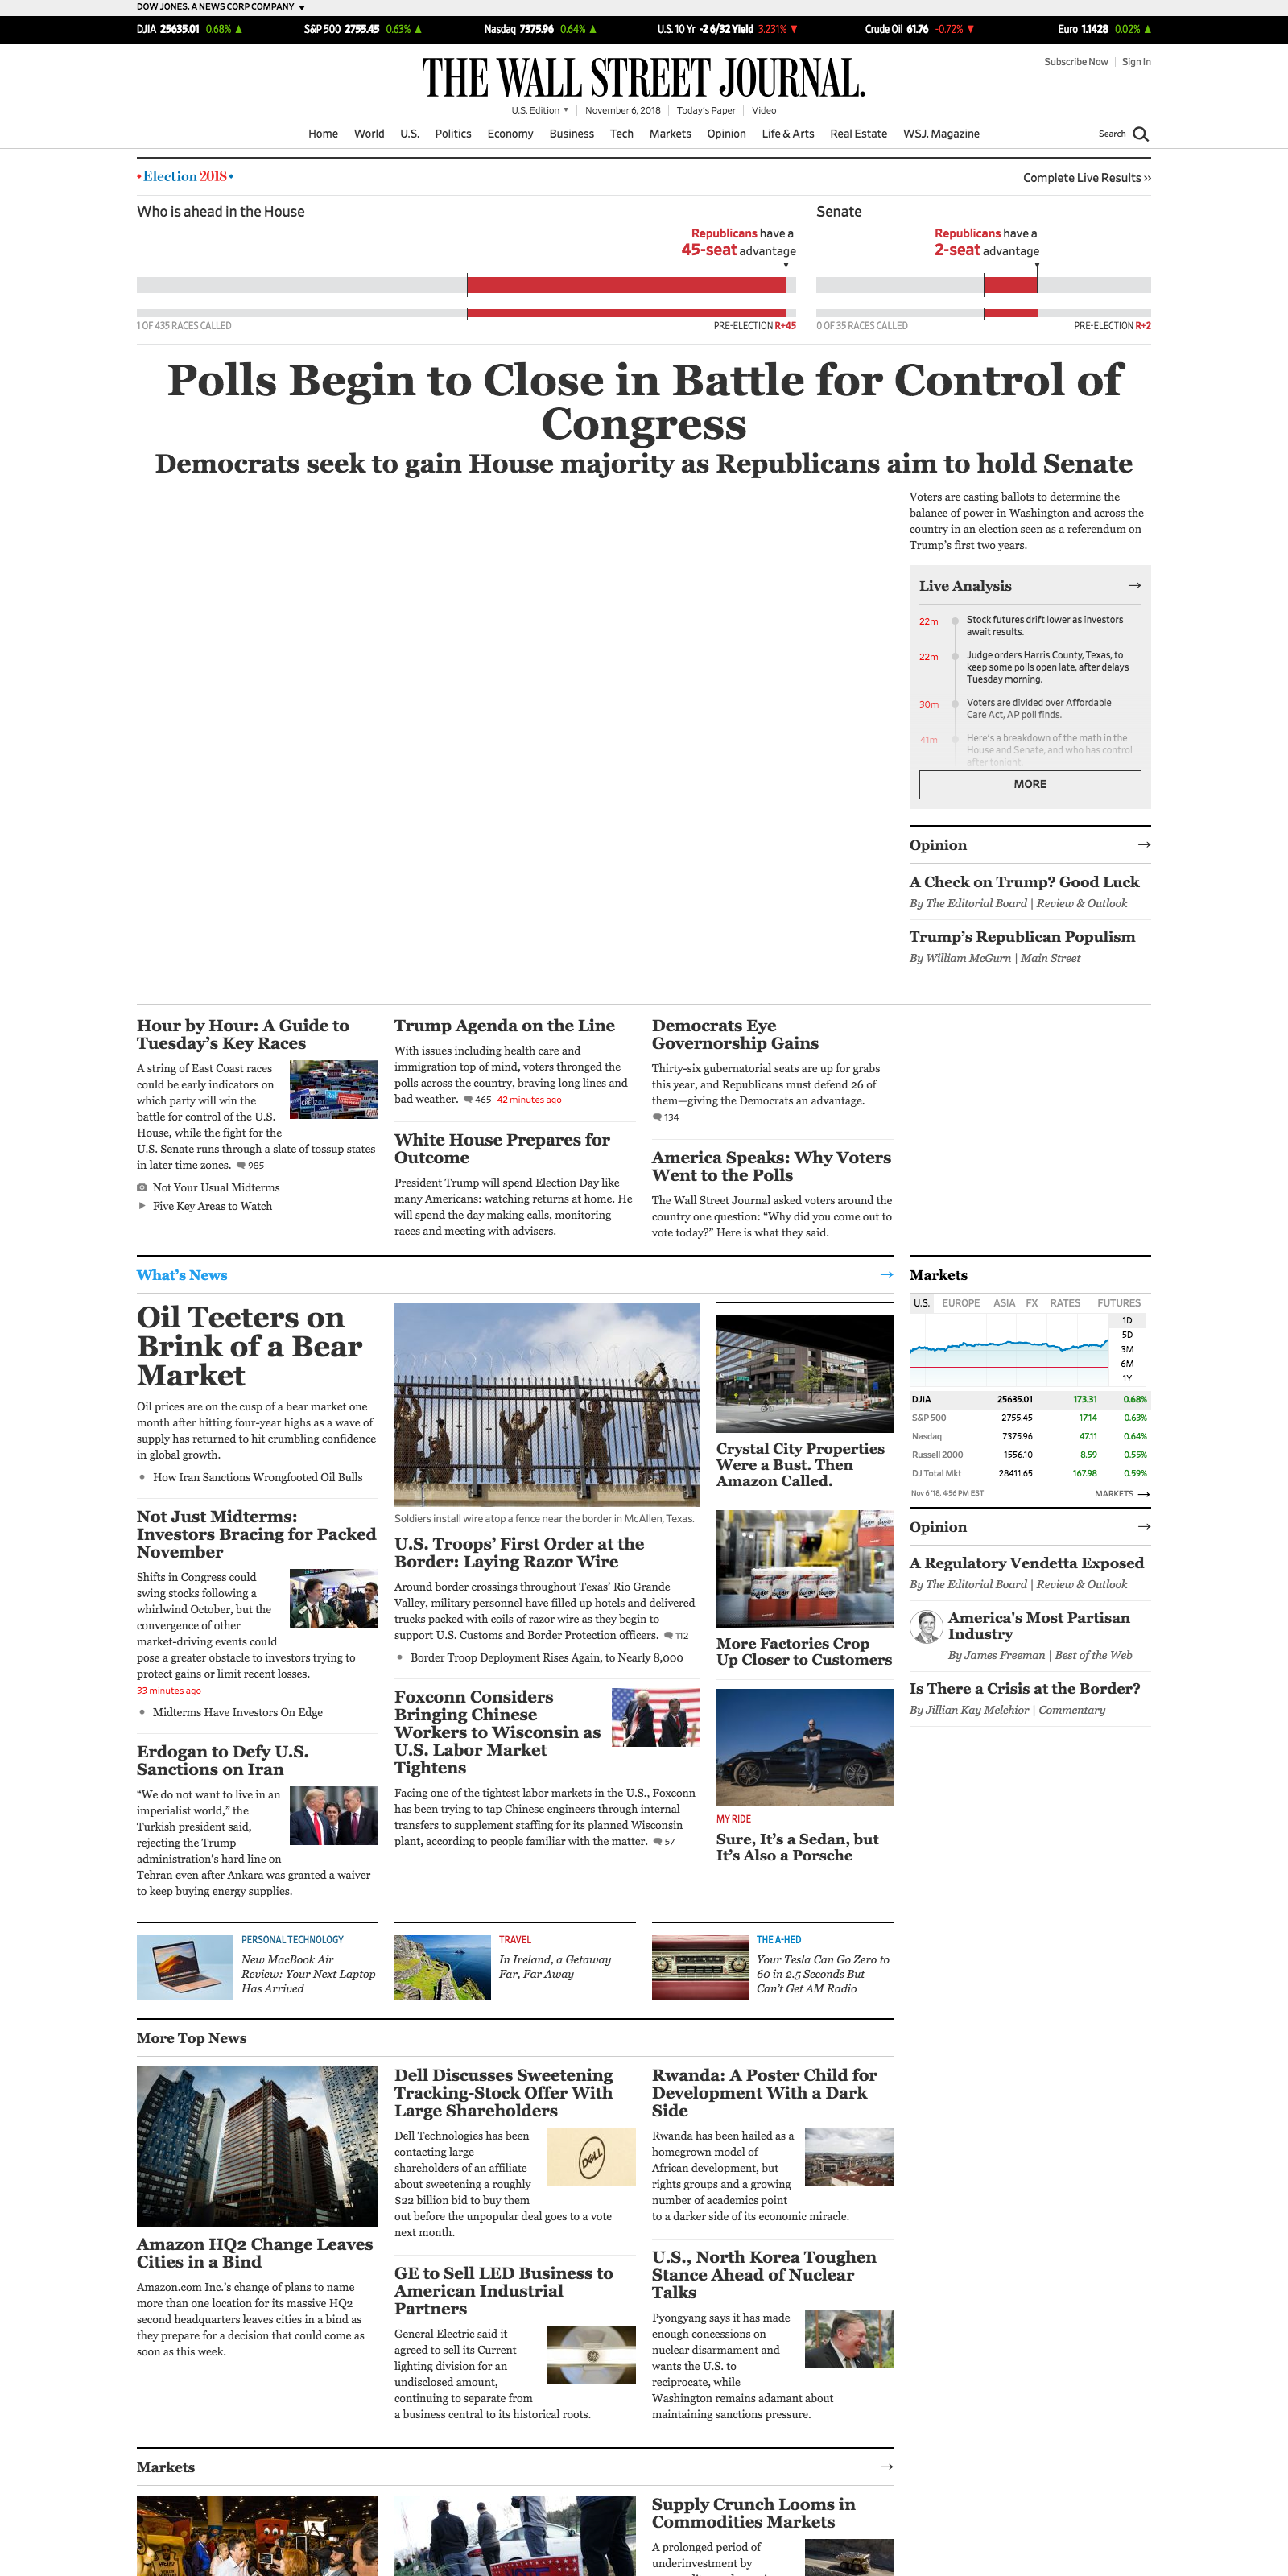 DOW JONES, A NEWS CORP COMPANY
DJIA 25635.01 0.68% S&P 500 2755.45 0.63% Nasdaq 7375.96 0.64% U.S. 10 Yr -2 6/32 Yield 3.231% Crude Oil 61.76 -0.72% Euro 1.1428 0.02%
Subscribe Now Sign In
THE WALL STREET JOURNAL.
U.S. Edition November 6, 2018 Today's Paper Video
Home World U.S. Politics Economy Business Tech Markets Opinion Life & Arts Real Estate WSJ. Magazine Search
Election 2018
Complete Live Results ››
Who is ahead in the House
Republicans have a
45-seat advantage
1 OF 435 RACES CALLED PRE-ELECTION R+45
Senate
Republicans have a
2-seat advantage
0 OF 35 RACES CALLED PRE-ELECTION R+2
Polls Begin to Close in Battle for Control of
Congress
Democrats seek to gain House majority as Republicans aim to hold Senate
Voters are casting ballots to determine the
balance of power in Washington and across the
country in an election seen as a referendum on
Trump's first two years.
Live Analysis →
22m Stock futures drift lower as investors
await results.
22m Judge orders Harris County, Texas, to
keep some polls open late, after delays
Tuesday morning.
30m Voters are divided over Affordable
Care Act, AP poll finds.
41m Here's a breakdown of the math in the
House and Senate, and who has control
after tonight.
MORE
Opinion →
A Check on Trump? Good Luck
By The Editorial Board | Review & Outlook
Trump's Republican Populism
By William McGurn | Main Street
Hour by Hour: A Guide to
Tuesday's Key Races
A string of East Coast races
could be early indicators on
which party will win the
battle for control of the U.S.
House, while the fight for the
U.S. Senate runs through a slate of tossup states
in later time zones. 985
Not Your Usual Midterms
Five Key Areas to Watch
Trump Agenda on the Line
With issues including health care and
immigration top of mind, voters thronged the
polls across the country, braving long lines and
bad weather. 465 42 minutes ago
White House Prepares for
Outcome
President Trump will spend Election Day like
many Americans: watching returns at home. He
will spend the day making calls, monitoring
races and meeting with advisers.
Democrats Eye
Governorship Gains
Thirty-six gubernatorial seats are up for grabs
this year, and Republicans must defend 26 of
them—giving the Democrats an advantage.
134
America Speaks: Why Voters
Went to the Polls
The Wall Street Journal asked voters around the
country one question: “Why did you come out to
vote today?” Here is what they said.
What's News →
Oil Teeters on
Brink of a Bear
Market
Oil prices are on the cusp of a bear market one
month after hitting four-year highs as a wave of
supply has returned to hit crumbling confidence
in global growth.
• How Iran Sanctions Wrongfooted Oil Bulls
Not Just Midterms:
Investors Bracing for Packed
November
Shifts in Congress could
swing stocks following a
whirlwind October, but the
convergence of other
market-driving events could
pose a greater obstacle to investors trying to
protect gains or limit recent losses.
33 minutes ago
• Midterms Have Investors On Edge
Erdogan to Defy U.S.
Sanctions on Iran
“We do not want to live in an
imperialist world,” the
Turkish president said,
rejecting the Trump
administration's hard line on
Tehran even after Ankara was granted a waiver
to keep buying energy supplies.
Soldiers install wire atop a fence near the border in McAllen, Texas.
U.S. Troops' First Order at the
Border: Laying Razor Wire
Around border crossings throughout Texas' Rio Grande
Valley, military personnel have filled up hotels and delivered
trucks packed with coils of razor wire as they begin to
support U.S. Customs and Border Protection officers. 112
• Border Troop Deployment Rises Again, to Nearly 8,000
Foxconn Considers
Bringing Chinese
Workers to Wisconsin as
U.S. Labor Market
Tightens
Facing one of the tightest labor markets in the U.S., Foxconn
has been trying to tap Chinese engineers through internal
transfers to supplement staffing for its planned Wisconsin
plant, according to people familiar with the matter. 57
Crystal City Properties
Were a Bust. Then
Amazon Called.
More Factories Crop
Up Closer to Customers
MY RIDE
Sure, It's a Sedan, but
It's Also a Porsche
Markets
U.S. EUROPE ASIA FX RATES FUTURES
1D
5D
3M
6M
1Y
DJIA 25635.01 173.31 0.68%
S&P 500 2755.45 17.14 0.63%
Nasdaq 7375.96 47.11 0.64%
Russell 2000 1556.10 8.59 0.55%
DJ Total Mkt 28411.65 167.98 0.59%
Nov 6 '18, 4:56 PM EST MARKETS →
Opinion →
A Regulatory Vendetta Exposed
By The Editorial Board | Review & Outlook
America's Most Partisan
Industry
By James Freeman | Best of the Web
Is There a Crisis at the Border?
By Jillian Kay Melchior | Commentary
PERSONAL TECHNOLOGY
New MacBook Air
Review: Your Next Laptop
Has Arrived
TRAVEL
In Ireland, a Getaway
Far, Far Away
THE A-HED
Your Tesla Can Go Zero to
60 in 2.5 Seconds But
Can't Get AM Radio
More Top News
Amazon HQ2 Change Leaves
Cities in a Bind
Amazon.com Inc.'s change of plans to name
more than one location for its massive HQ2
second headquarters leaves cities in a bind as
they prepare for a decision that could come as
soon as this week.
Dell Discusses Sweetening
Tracking-Stock Offer With
Large Shareholders
Dell Technologies has been
contacting large
shareholders of an affiliate
about sweetening a roughly
$22 billion bid to buy them
out before the unpopular deal goes to a vote
next month.
DELL
GE to Sell LED Business to
American Industrial
Partners
General Electric said it
agreed to sell its Current
lighting division for an
undisclosed amount,
continuing to separate from
a business central to its historical roots.
Rwanda: A Poster Child for
Development With a Dark
Side
Rwanda has been hailed as a
homegrown model of
African development, but
rights groups and a growing
number of academics point
to a darker side of its economic miracle.
U.S., North Korea Toughen
Stance Ahead of Nuclear
Talks
Pyongyang says it has made
enough concessions on
nuclear disarmament and
wants the U.S. to
reciprocate, while
Washington remains adamant about
maintaining sanctions pressure.
Markets →
HEINZ
Supply Crunch Looms in
Commodities Markets
A prolonged period of
underinvestment by